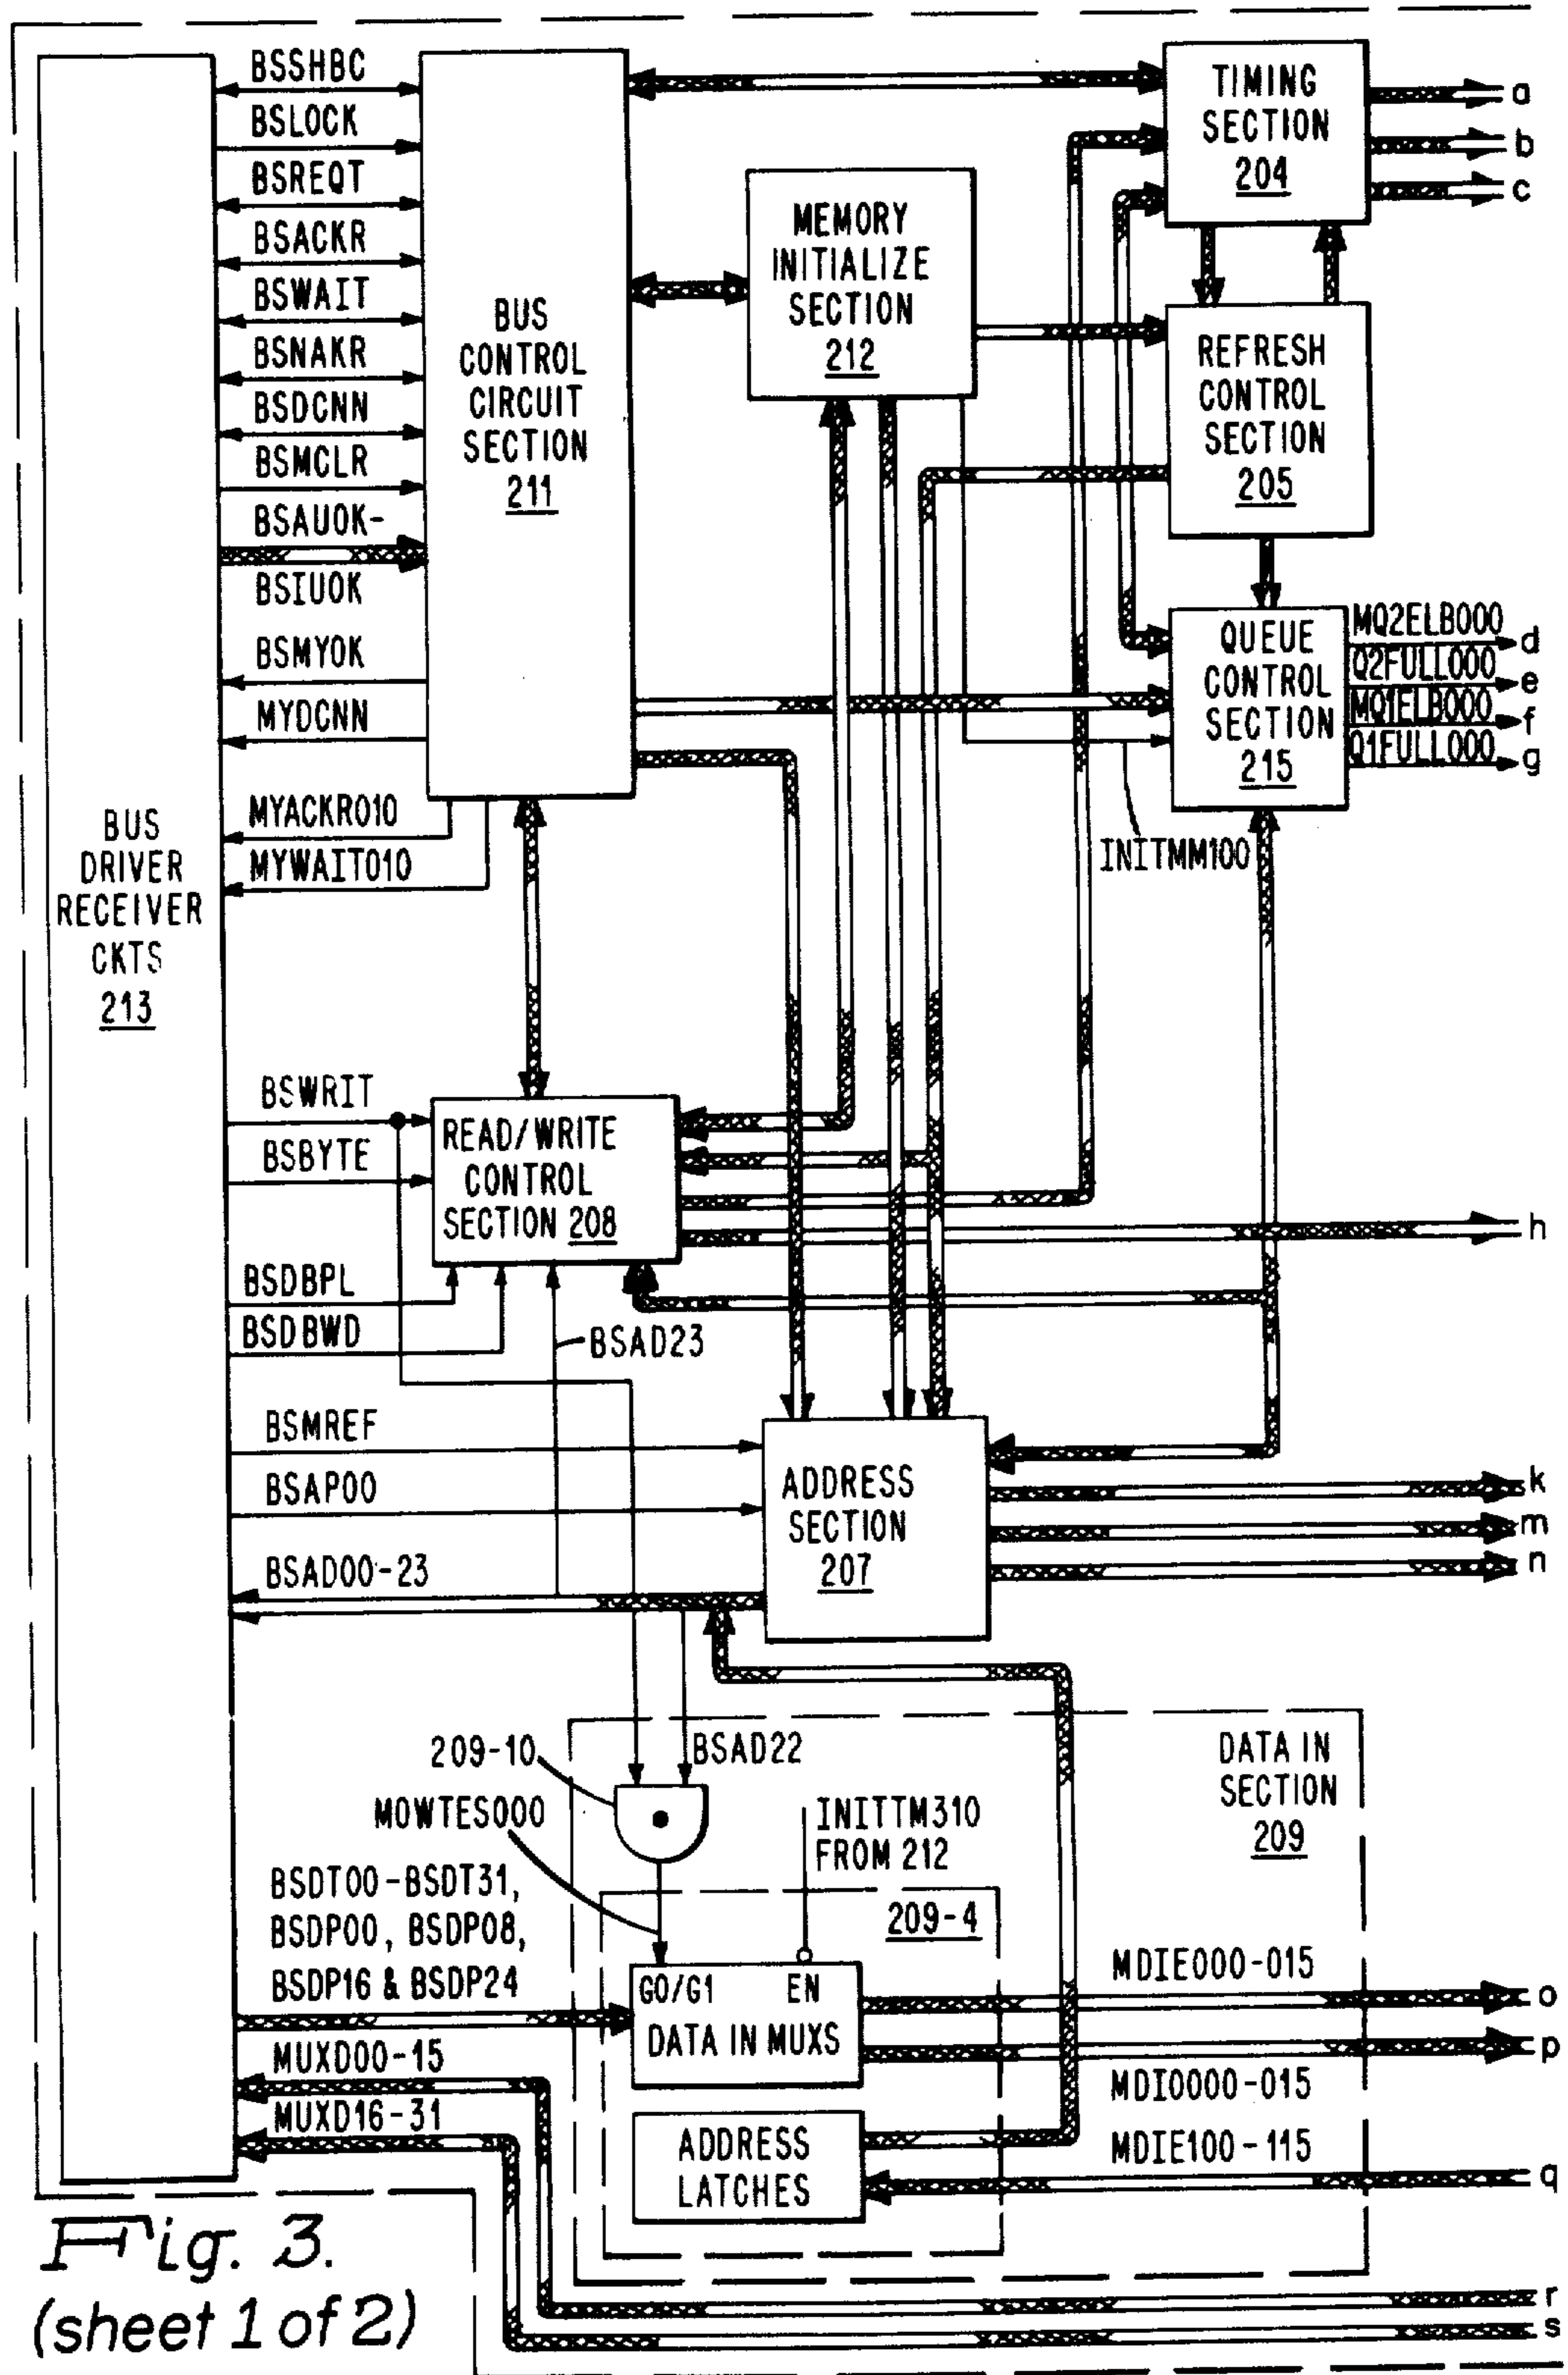 BSSHBC
BSLOCK
BSREQT
BSACKR
BSWAIT
BSNAKR
BSDCNN
BSMCLR
BSAUOK-
BSIUOK
BSMYOK
MYDCNN
MYACKR010
MYWAIT010
BUS
DRIVER
RECEIVER
CKTS
213
BUS
CONTROL
CIRCUIT
SECTION
211
MEMORY
INITIALIZE
SECTION
212
TIMING
SECTION
204
a
b
c
REFRESH
CONTROL
SECTION
205
QUEUE
CONTROL
SECTION
215
MQ2ELB000
d
Q2FULL000
e
MQ1ELB000
f
Q1FULL000
g
INITMM100
BSWRIT
BSBYTE
READ/WRITE
CONTROL
SECTION 208
h
BSDBPL
BSDBWD
BSAD23
BSMREF
BSAP00
BSAD00-23
ADDRESS
SECTION
207
k
m
n
209-10
BSAD22
MOWTES000
INITTM310
FROM 212
DATA IN
SECTION
209
BSDT00-BSDT31,
BSDP00, BSDP08,
BSDP16 & BSDP24
209-4
G0/G1 EN
DATA IN MUXS
MDIE000-015
o
p
MUXD00-15
MUXD16-31
MDIO000-015
ADDRESS
LATCHES
MDIE100-115
q
r
s
Fig. 3.
(sheet 1 of 2)